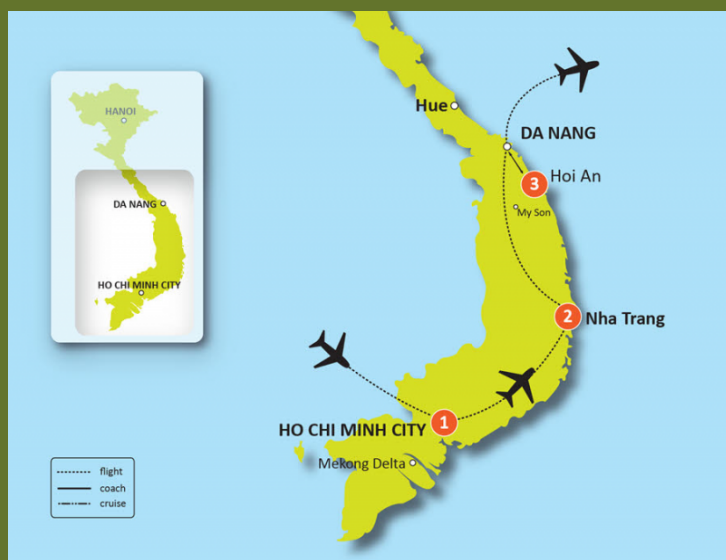 HANOI
DA NANG
HO CHI MINH CITY
Hue
DA NANG
3
Hoi An
My Son
2
Nha Trang
1
HO CHI MINH CITY
Mekong Delta
flight
coach
cruise